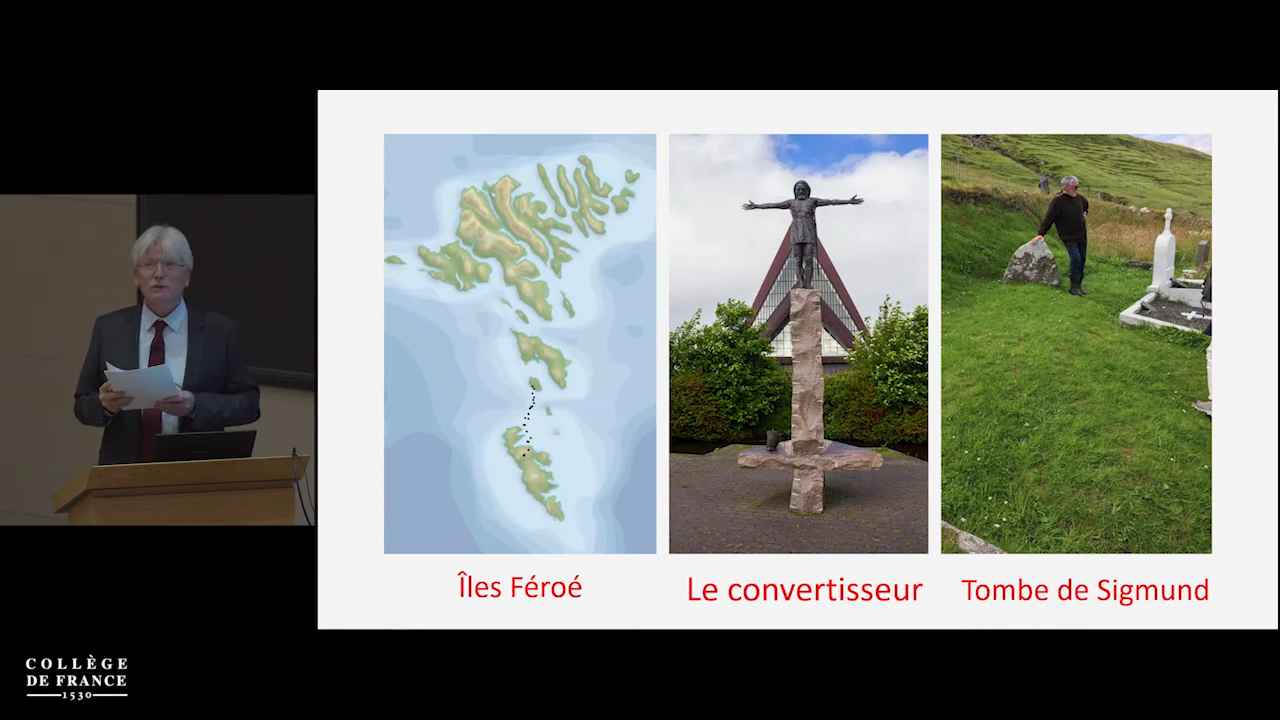 Îles Féroé
Le convertisseur
Tombe de Sigmund
COLLÈGE
DE FRANCE
1530